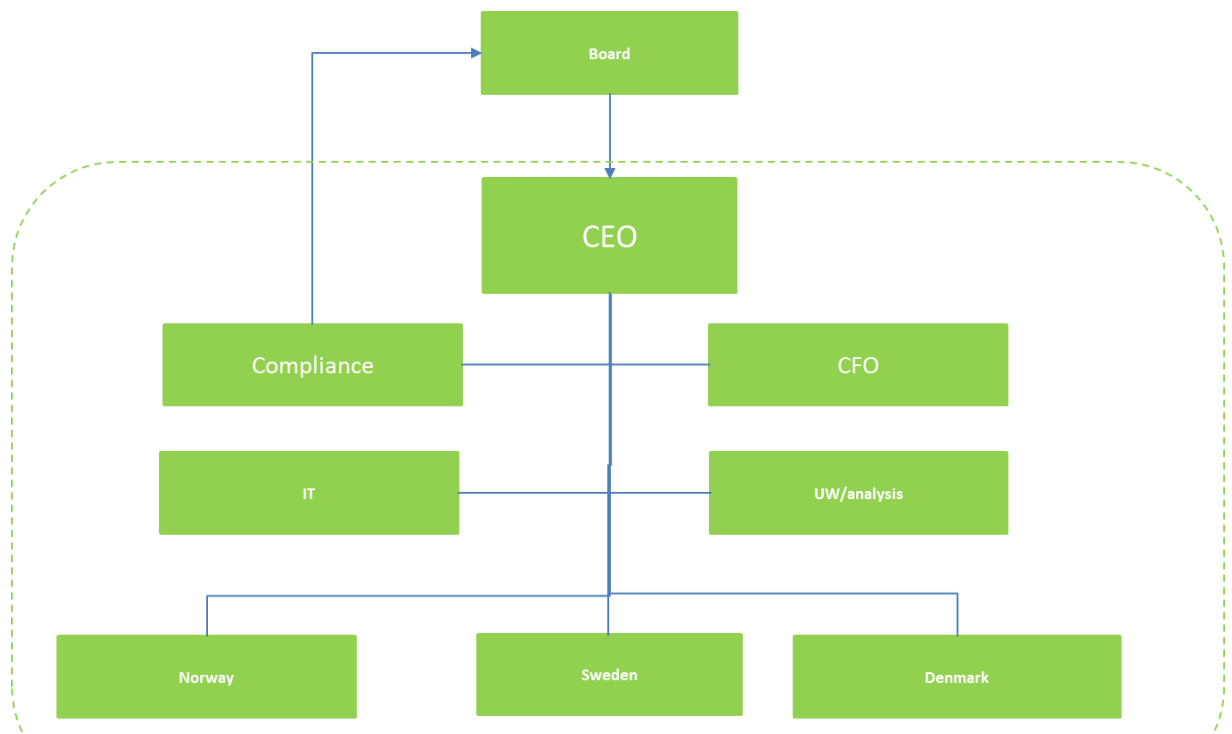 Board
CEO
Compliance
CFO
IT
UW/analysis
Norway
Sweden
Denmark